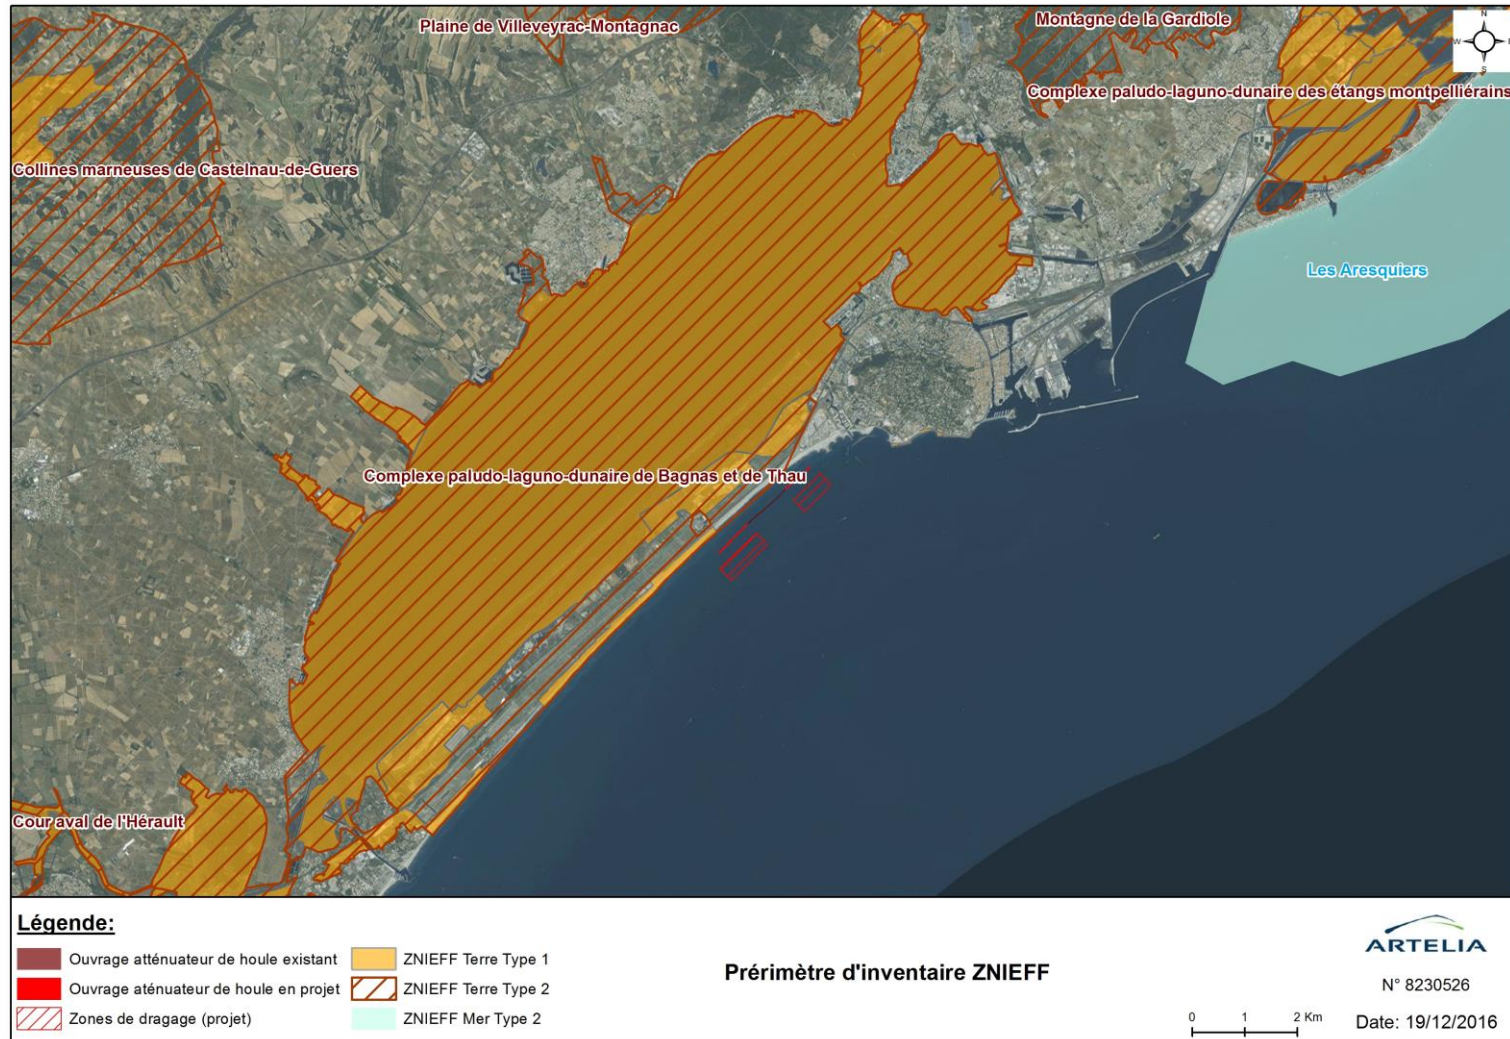 Plaine de Villeveyrac-Montagnac
Montagne de la Gardiole
N
W
S
Complexe paludo-laguno-dunaire des étangs montpelliérains
Collines marneuses de Castelnau-de-Guers
Les Aresquiers
Complexe paludo-laguno-dunaire de Bagnas et de Thau
Cour aval de l'Hérault
Légende:
Ouvrage atténuateur de houle existant
Ouvrage aténuateur de houle en projet
Zones de dragage (projet)
ZNIEFF Terre Type 1
ZNIEFF Terre Type 2
ZNIEFF Mer Type 2
Prérimètre d'inventaire ZNIEFF
0 1 2 Km
ARTELIA
N° 8230526
Date: 19/12/2016